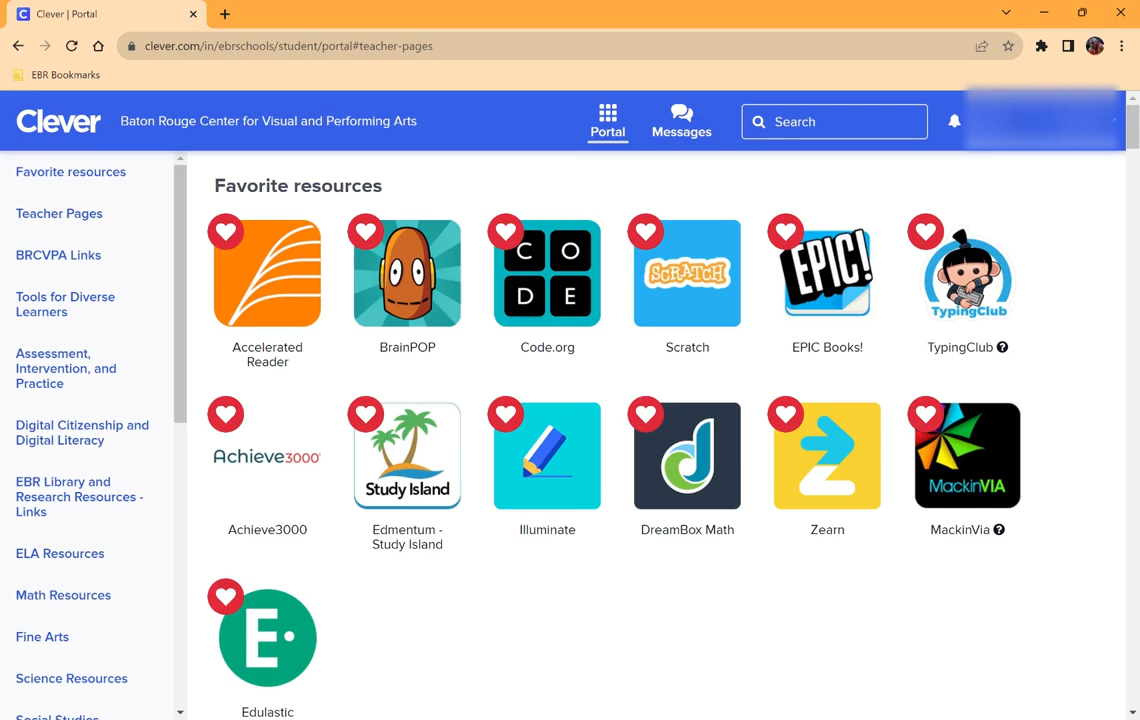 Clever | Portal
clever.com/in/ebrschools/student/portal#teacher-pages
EBR Bookmarks
Clever
Baton Rouge Center for Visual and Performing Arts
Portal
Messages
Search
Favorite resources
Teacher Pages
BRCVPA Links
Tools for Diverse
Learners
Assessment,
Intervention, and
Practice
Digital Citizenship and
Digital Literacy
EBR Library and
Research Resources -
Links
ELA Resources
Math Resources
Fine Arts
Science Resources
Social Studies
Favorite resources
Accelerated
Reader
BrainPOP
C O
D E
Code.org
SCRATCH
Scratch
EPIC!
EPIC Books!
TypingClub
TypingClub ?
Achieve3000
Achieve3000
Study Island
Edmentum -
Study Island
Illuminate
d
DreamBox Math
Z
Zearn
MackinVIA
MackinVia ?
E
Edulastic